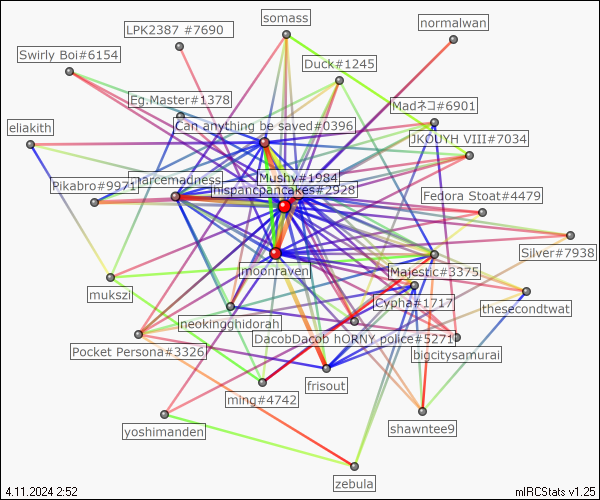 somass
normalwan
LPK2387 #7690
Swirly Boi#6154
Duck#1245
Eg.Master#1378
Madネコ#6901
eliakith
Can anything be saved#0396
JKOUYH VIII#7034
Mushy#1984
Pikabro#9971
marcemadness
mispancpancakes#2928
Fedora Stoat#4479
Silver#7938
moonraven
Majestic#3375
mukszi
Cypha#1717
thesecondtwat
neokingghidorah
DacobDacob hORNY police#5271
Pocket Persona#3326
bigcitysamurai
frisout
ming#4742
yoshimanden
shawntee9
zebula
4.11.2024 2:52
mIRCStats v1.25